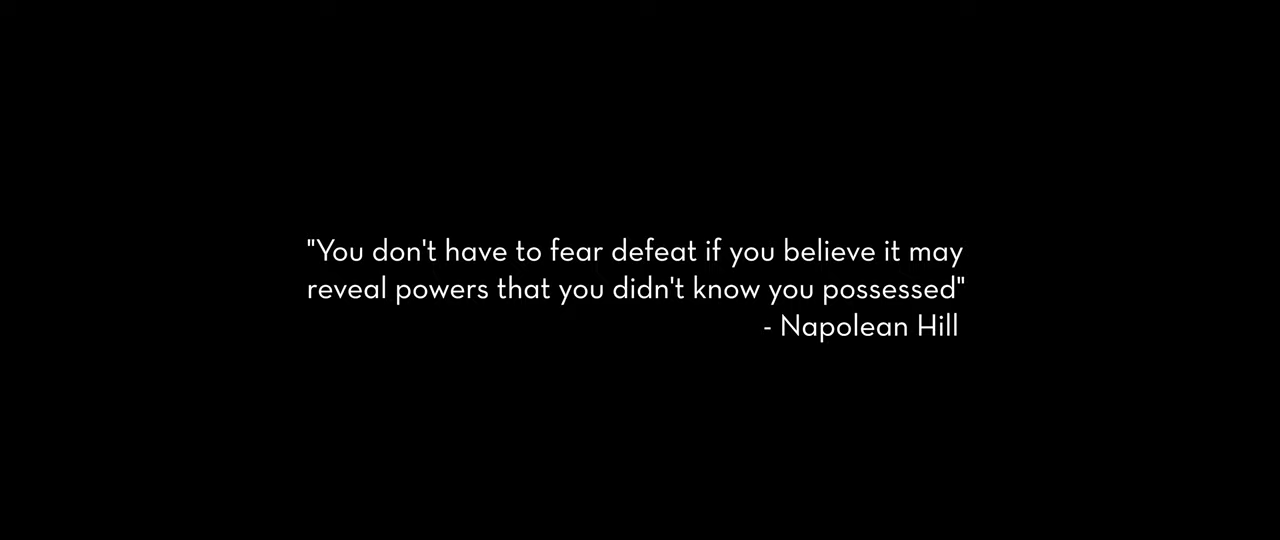 "You don't have to fear defeat if you believe it may
reveal powers that you didn't know you possessed"
- Napolean Hill